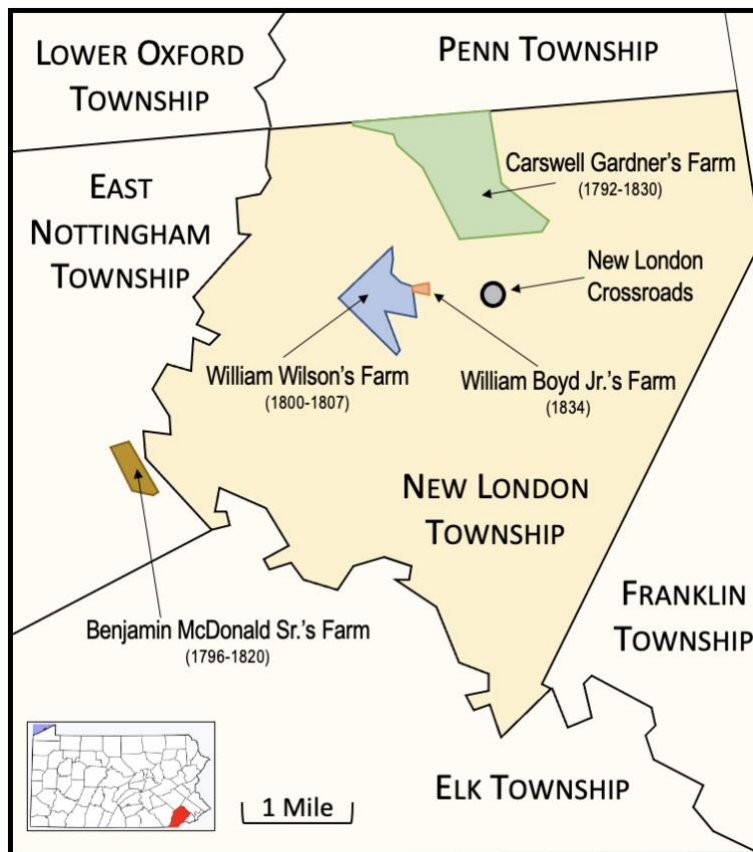 LOWER OXFORD
TOWNSHIP
PENN TOWNSHIP
EAST
NOTTINGHAM
TOWNSHIP
Carswell Gardner's Farm
(1792-1830)
New London
Crossroads
William Wilson's Farm
(1800-1807)
William Boyd Jr.'s Farm
(1834)
NEW LONDON
TOWNSHIP
FRANKLIN
TOWNSHIP
Benjamin McDonald Sr.'s Farm
(1796-1820)
ELK TOWNSHIP
1 Mile